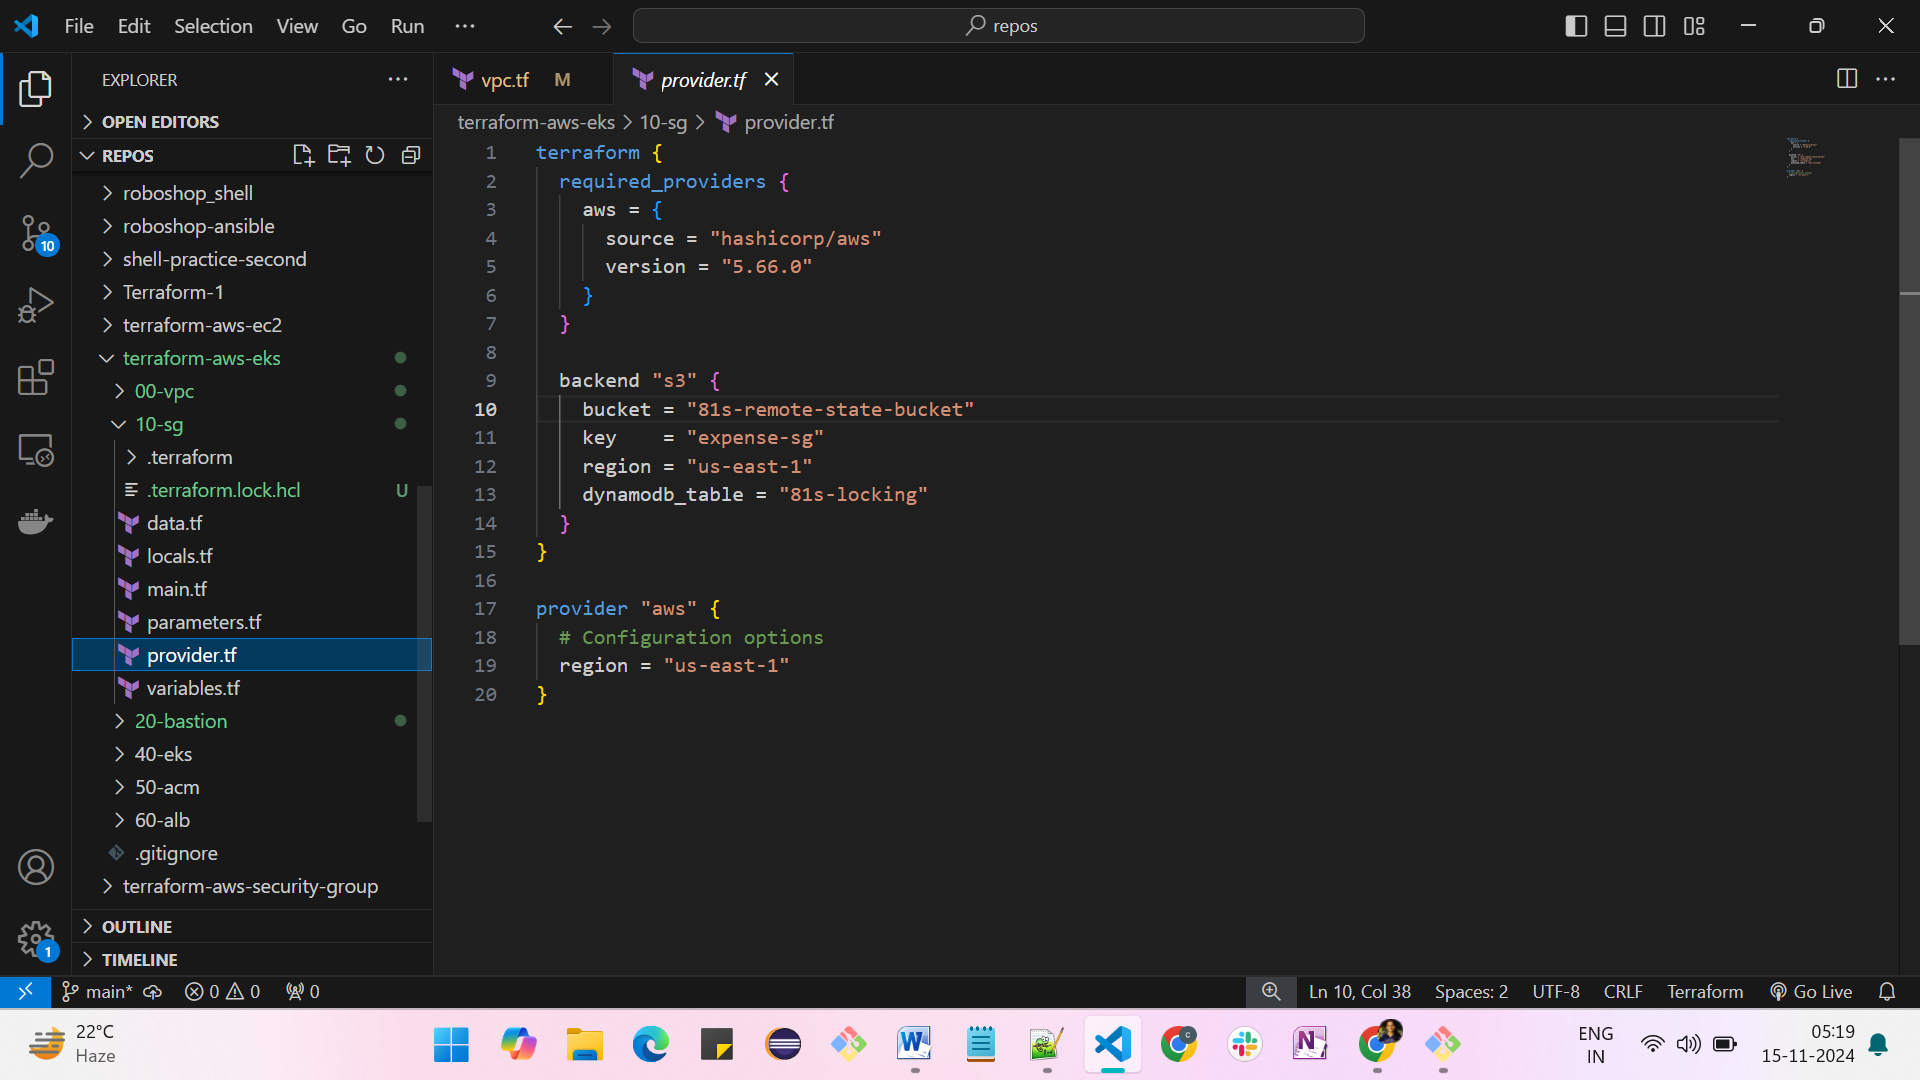 File Edit Selection View Go Run ···
repos
EXPLORER ···
OPEN EDITORS
REPOS
roboshop_shell
roboshop-ansible
shell-practice-second
Terraform-1
terraform-aws-ec2
terraform-aws-eks
00-vpc
10-sg
.terraform
.terraform.lock.hcl U
data.tf
locals.tf
main.tf
parameters.tf
provider.tf
variables.tf
20-bastion
40-eks
50-acm
60-alb
.gitignore
terraform-aws-security-group
OUTLINE
TIMELINE
10
1
vpc.tf M
provider.tf
terraform-aws-eks > 10-sg > provider.tf
1 terraform {
2 required_providers {
3 aws = {
4 source = "hashicorp/aws"
5 version = "5.66.0"
6 }
7 }
8
9 backend "s3" {
10 bucket = "81s-remote-state-bucket"
11 key    = "expense-sg"
12 region = "us-east-1"
13 dynamodb_table = "81s-locking"
14 }
15 }
16
17 provider "aws" {
18 # Configuration options
19 region = "us-east-1"
20 }
main* 0 0 0 Ln 10, Col 38 Spaces: 2 UTF-8 CRLF Terraform Go Live
22°C
Haze
ENG
IN
05:19
15-11-2024